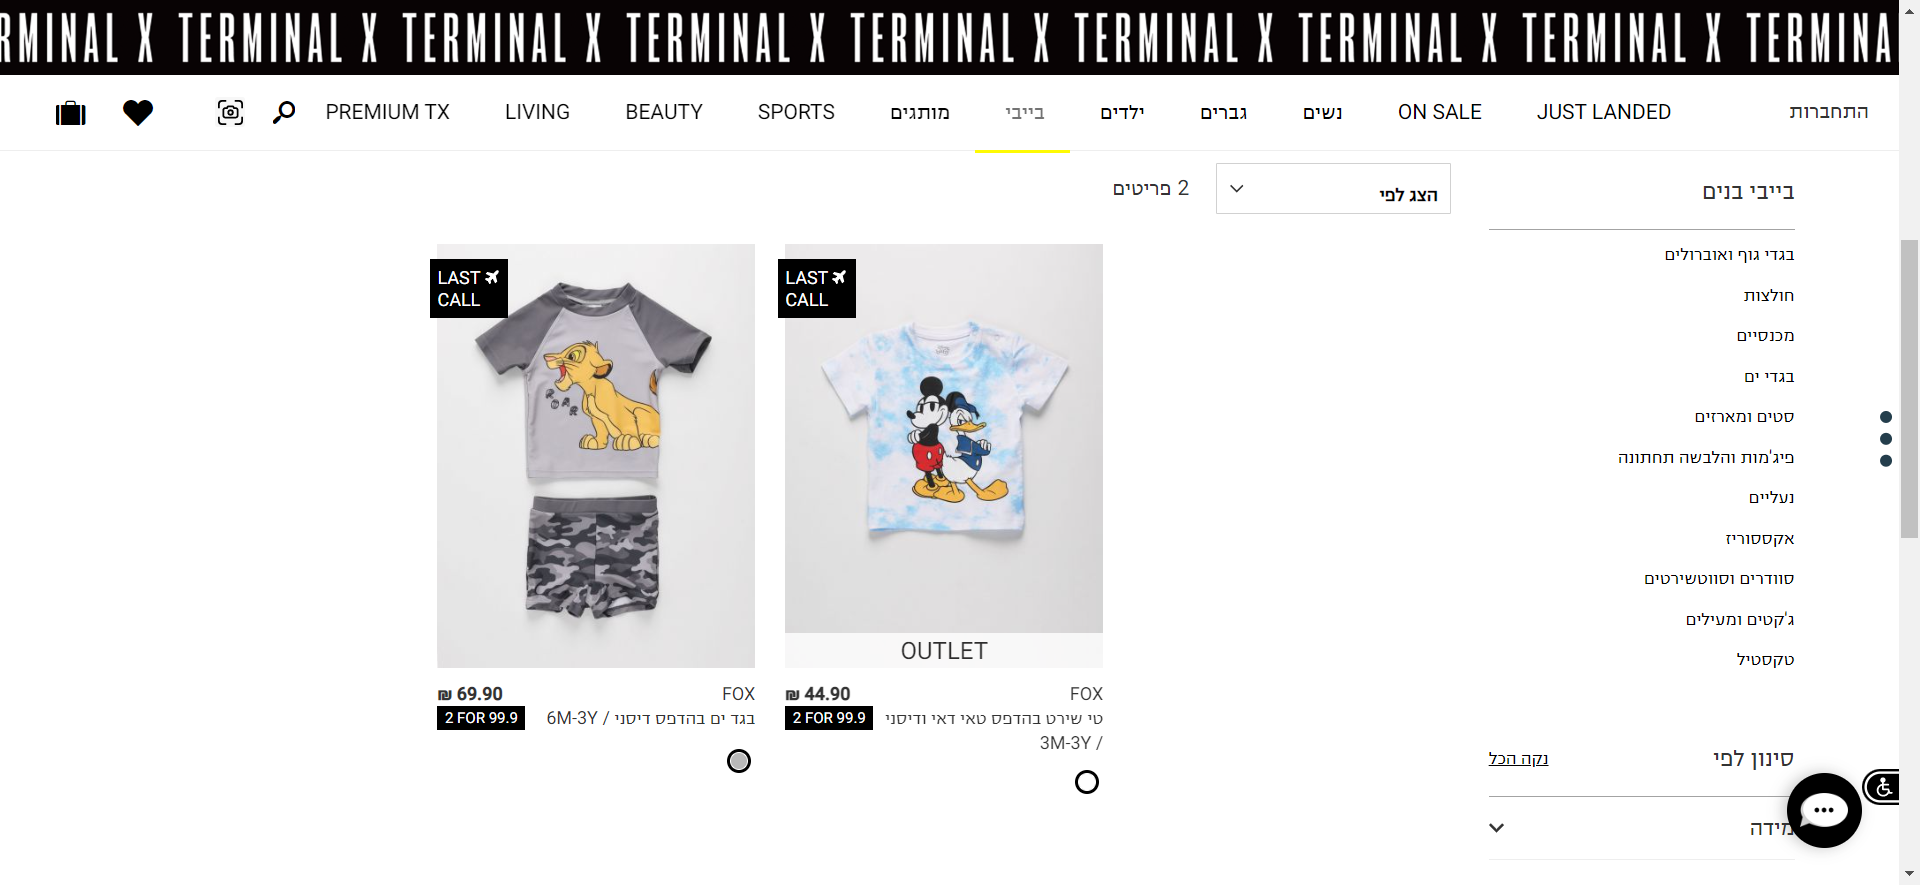 RMINAL X TERMINAL X TERMINAL X TERMINAL X TERMINAL X TERMINAL X TERMINAL X TERMINAL X TERMINA
התחברות
JUST LANDED
ON SALE
נשים
גברים
ילדים
בייבי
מותגים
SPORTS
BEAUTY
LIVING
PREMIUM TX
בייבי בנים
הצג לפי
2 פריטים
בגדי גוף ואוברולים
חולצות
מכנסיים
בגדי ים
סטים ומארזים
פיג'מות והלבשה תחתונה
נעליים
אקססוריז
סוודרים וסווטשירטים
ג'קטים ומעילים
טקסטיל
סינון לפי
נקה הכל
מידה
LAST
CALL
OUTLET
FOX
₪ 44.90
טי שירט בהדפס טאי דאי ודיסני
/ 3M-3Y
2 FOR 99.9
LAST
CALL
ROAR
FOX
₪ 69.90
בגד ים בהדפס דיסני / 6M-3Y
2 FOR 99.9